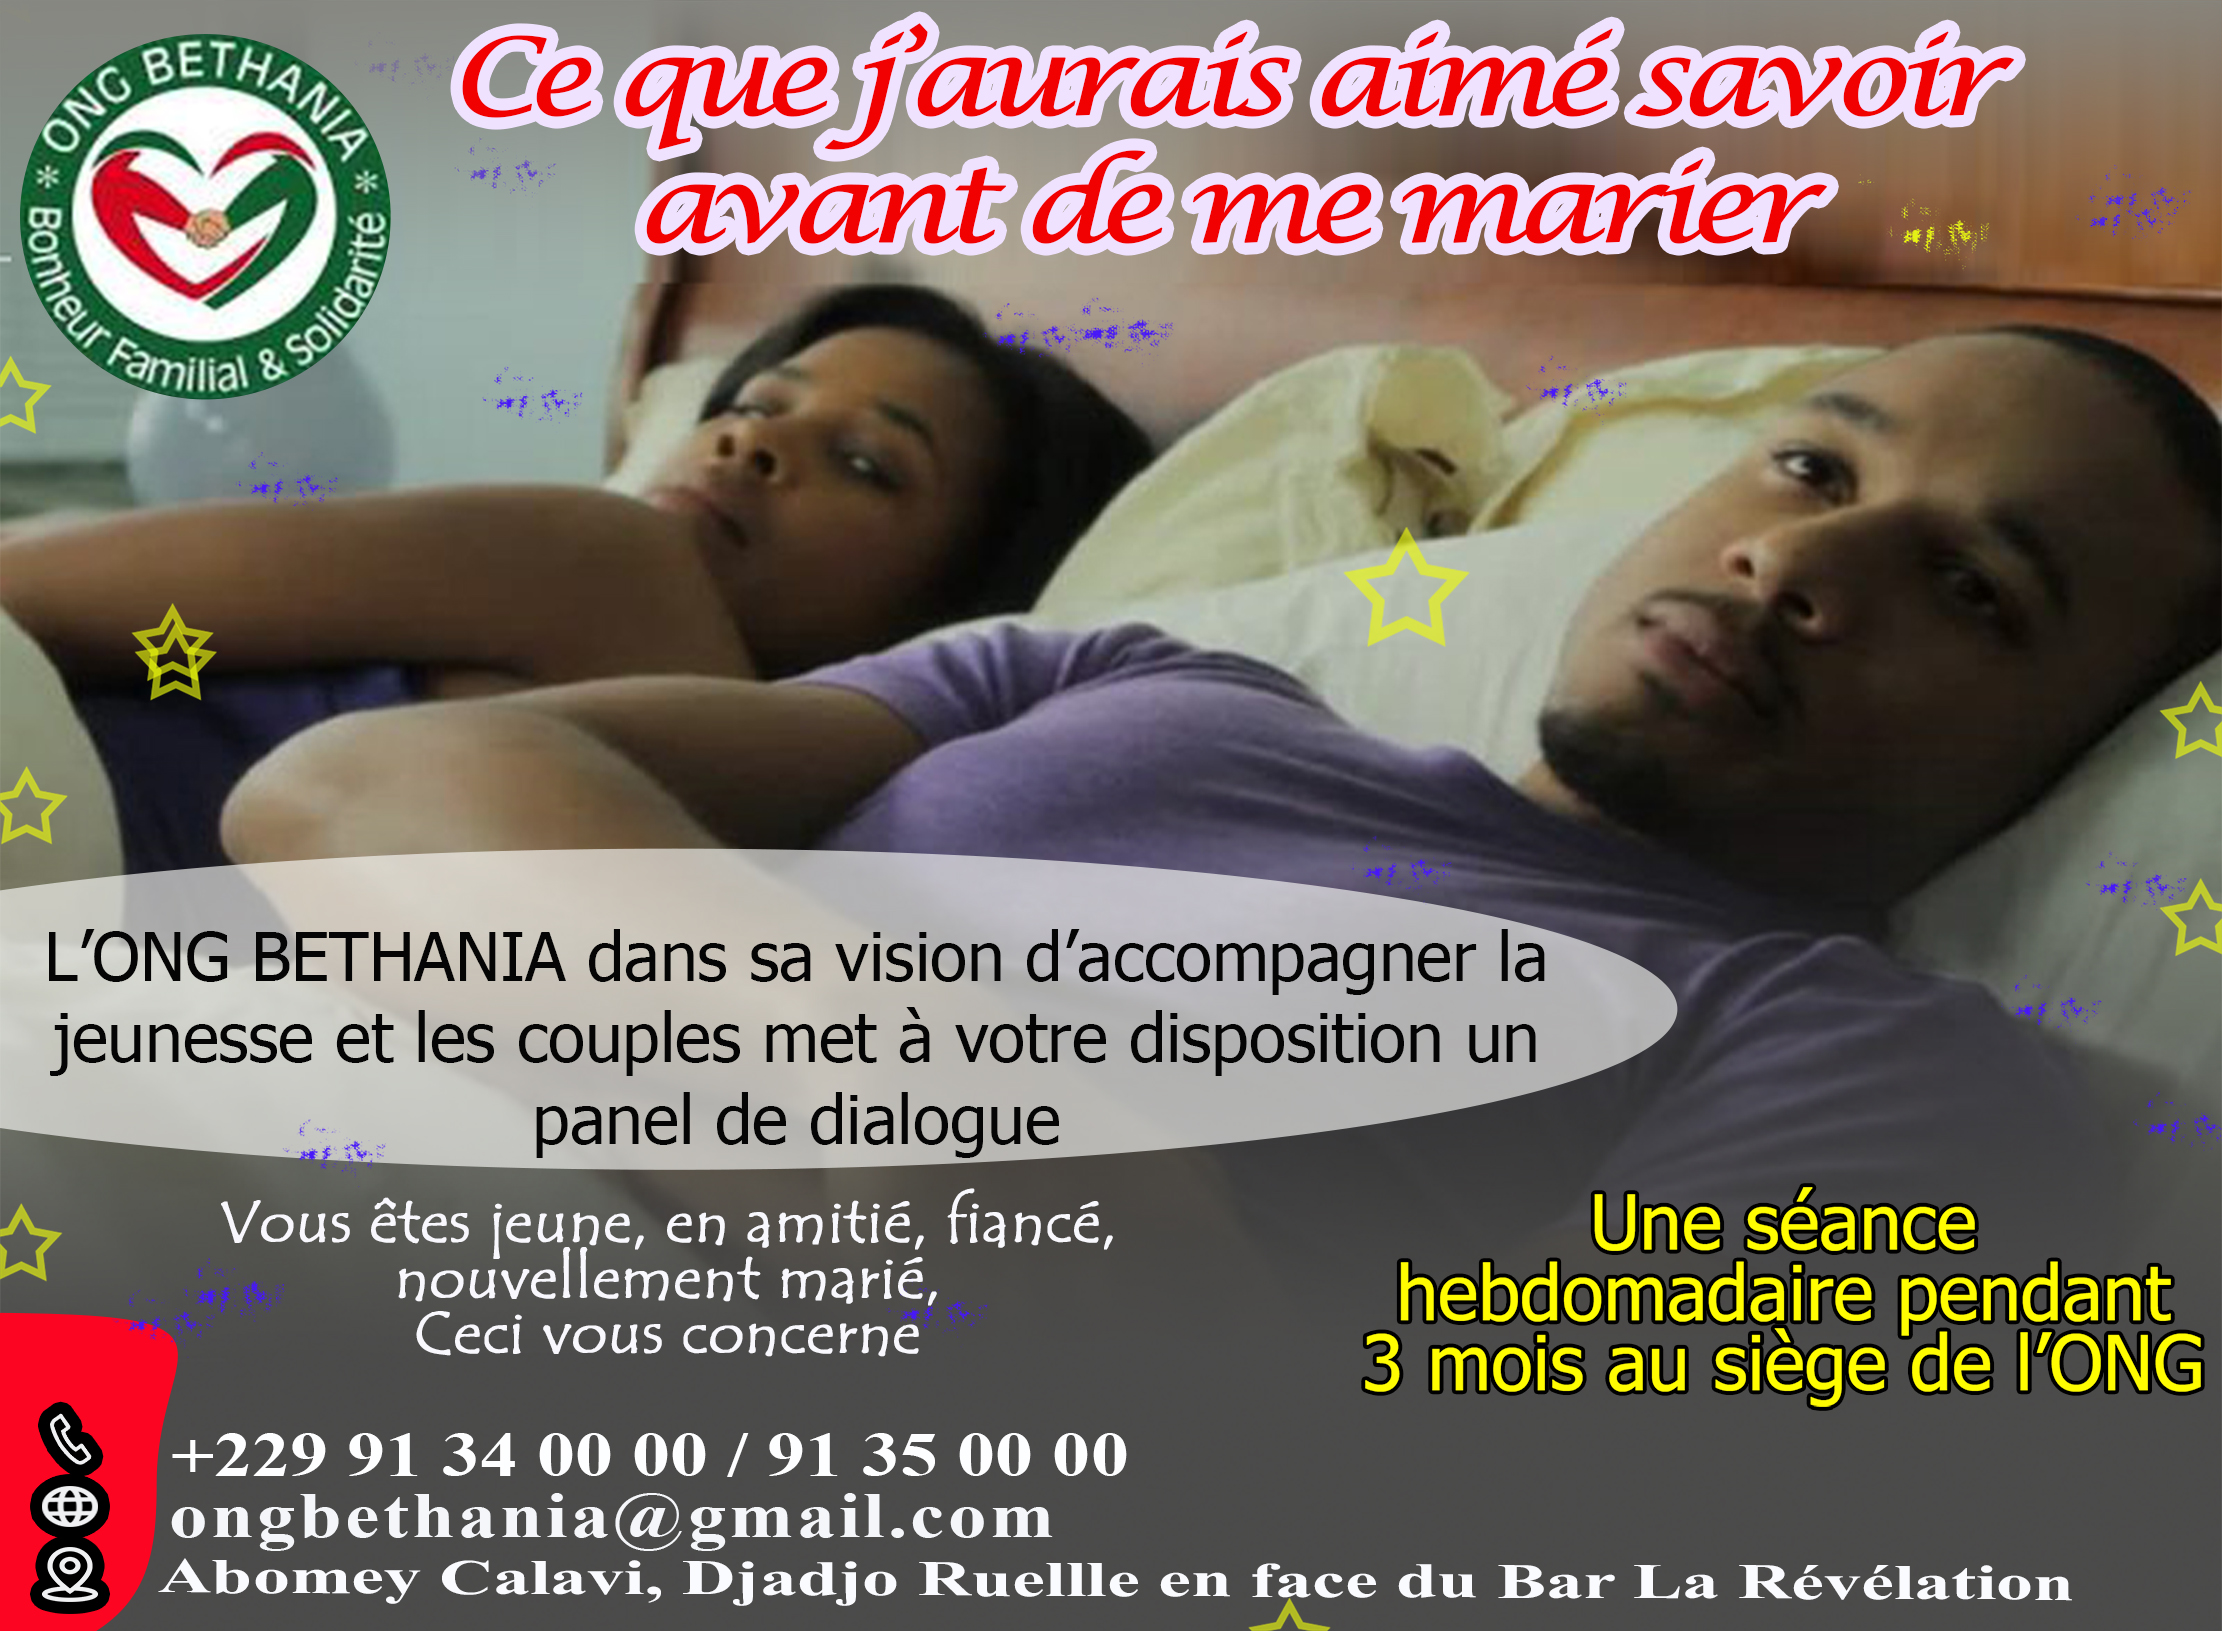 ONG BETHANIA
* Bonheur Familial & Solidarité *
Ce que j'aurais aimé savoir
avant de me marier
L'ONG BETHANIA dans sa vision d'accompagner la
jeunesse et les couples met à votre disposition un
panel de dialogue
Vous êtes jeune, en amitié, fiancé,
nouvellement marié,
Ceci vous concerne
Une séance
hebdomadaire pendant
3 mois au siège de l'ONG
+229 91 34 00 00 / 91 35 00 00
ongbethania@gmail.com
Abomey Calavi, Djadjo Ruellle en face du Bar La Révélation